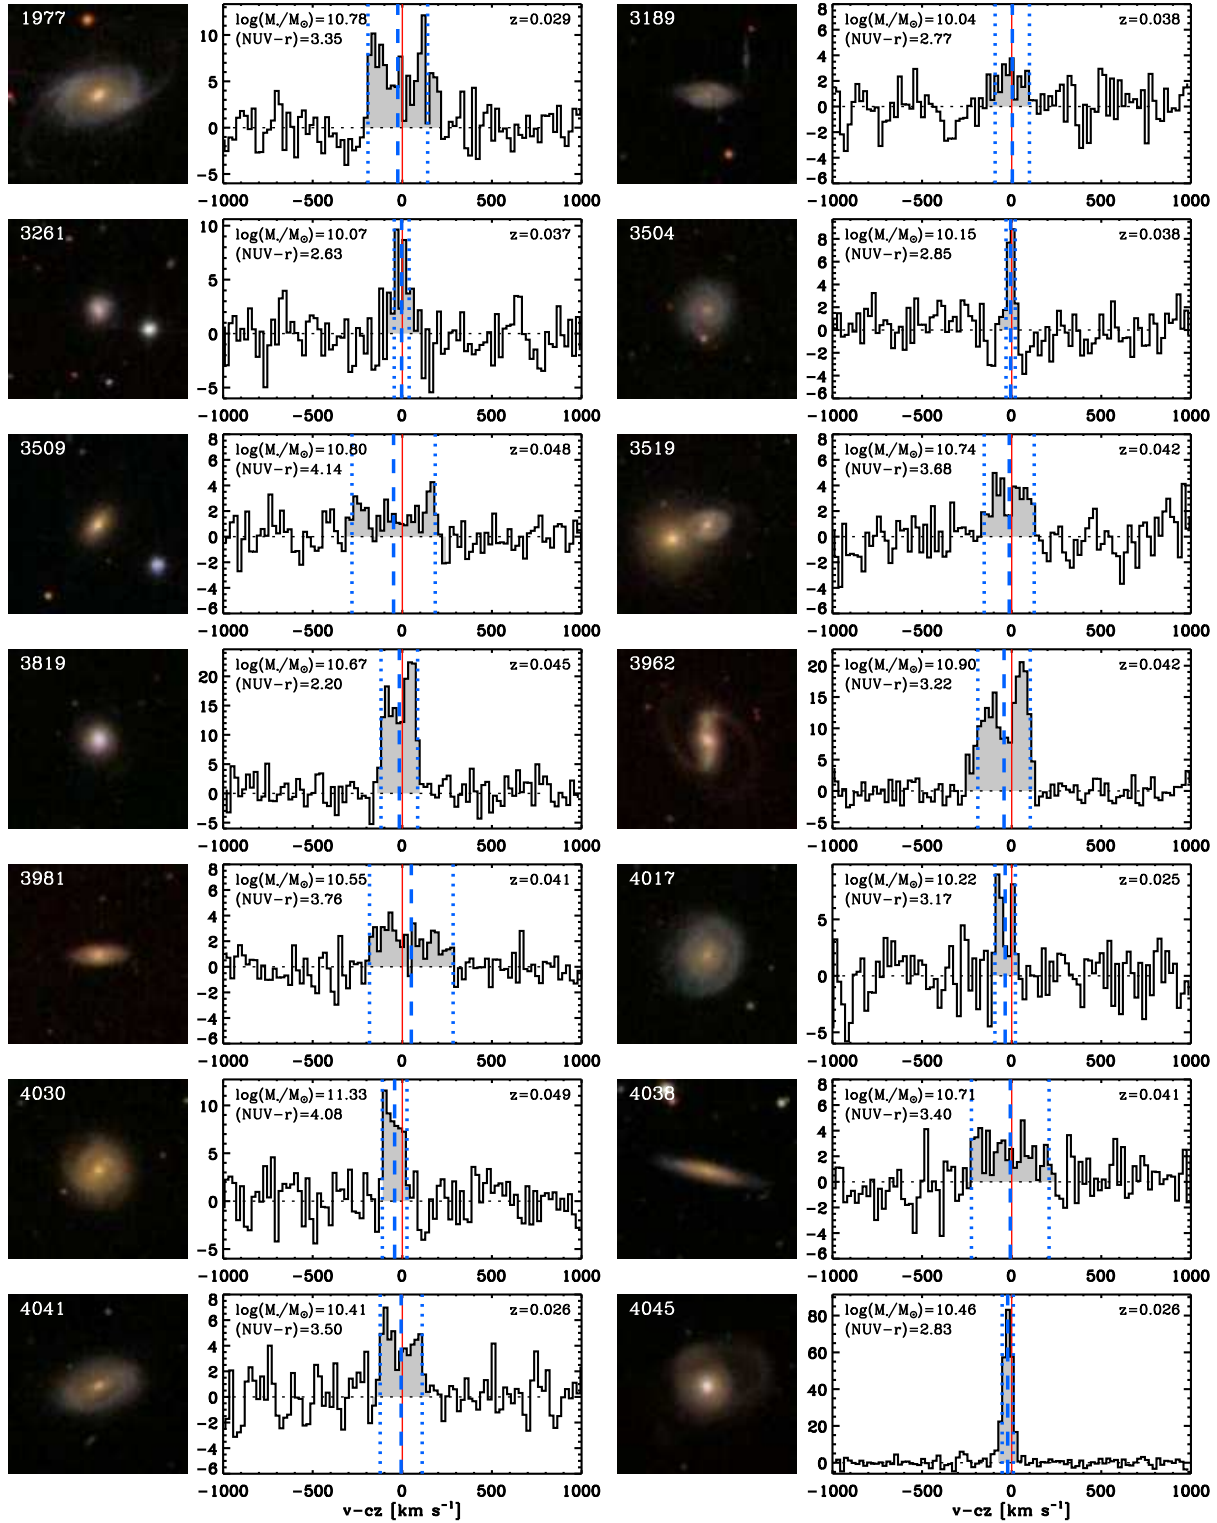 1977
log(M⋆/M⊙)=10.78
z=0.029
(NUV−r)=3.35
10
5
0
−5
−1000 −500 0 500 1000
3189
log(M⋆/M⊙)=10.04
z=0.038
(NUV−r)=2.77
8
6
4
2
0
−2
−4
−6
−1000 −500 0 500 1000
3261
log(M⋆/M⊙)=10.07
z=0.037
(NUV−r)=2.63
10
5
0
−5
−1000 −500 0 500 1000
3504
log(M⋆/M⊙)=10.15
z=0.038
(NUV−r)=2.85
8
6
4
2
0
−2
−4
−6
−1000 −500 0 500 1000
3509
log(M⋆/M⊙)=10.80
z=0.048
(NUV−r)=4.14
8
6
4
2
0
−2
−4
−6
−1000 −500 0 500 1000
3519
log(M⋆/M⊙)=10.74
z=0.042
(NUV−r)=3.68
8
6
4
2
0
−2
−4
−6
−1000 −500 0 500 1000
3819
log(M⋆/M⊙)=10.67
z=0.045
(NUV−r)=2.20
20
15
10
5
0
−5
−1000 −500 0 500 1000
3962
log(M⋆/M⊙)=10.90
z=0.042
(NUV−r)=3.22
20
15
10
5
0
−5
−1000 −500 0 500 1000
3981
log(M⋆/M⊙)=10.55
z=0.041
(NUV−r)=3.76
8
6
4
2
0
−2
−4
−6
−1000 −500 0 500 1000
4017
log(M⋆/M⊙)=10.22
z=0.025
(NUV−r)=3.17
5
0
−5
−1000 −500 0 500 1000
4030
log(M⋆/M⊙)=11.33
z=0.049
(NUV−r)=4.08
10
5
0
−5
−1000 −500 0 500 1000
4038
log(M⋆/M⊙)=10.71
z=0.041
(NUV−r)=3.40
8
6
4
2
0
−2
−4
−6
−1000 −500 0 500 1000
4041
log(M⋆/M⊙)=10.41
z=0.026
(NUV−r)=3.50
8
6
4
2
0
−2
−4
−6
−1000 −500 0 500 1000
v−cz [km s⁻¹]
4045
log(M⋆/M⊙)=10.46
z=0.026
(NUV−r)=2.83
80
60
40
20
0
−1000 −500 0 500 1000
v−cz [km s⁻¹]